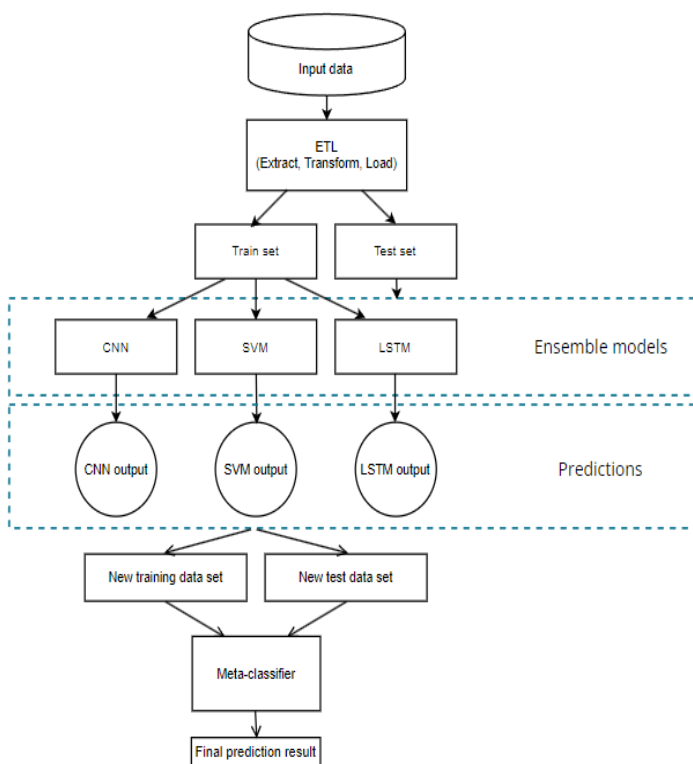 Input data
ETL
(Extract, Transform, Load)
Train set
Test set
CNN
SVM
LSTM
Ensemble models
CNN output
SVM output
LSTM output
Predictions
New training data set
New test data set
Meta-classifier
Final prediction result